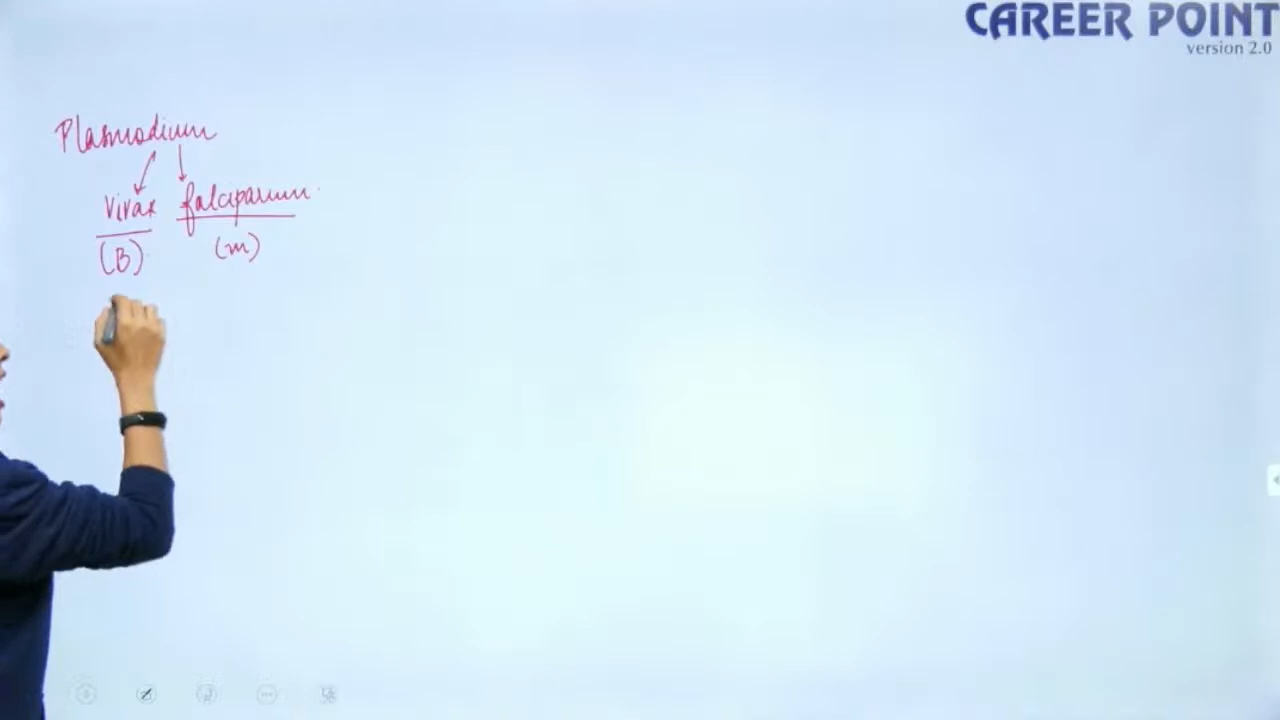 CAREER POINT
version 2.0
Plasmodium
Vivax falciparum
(B) (m)